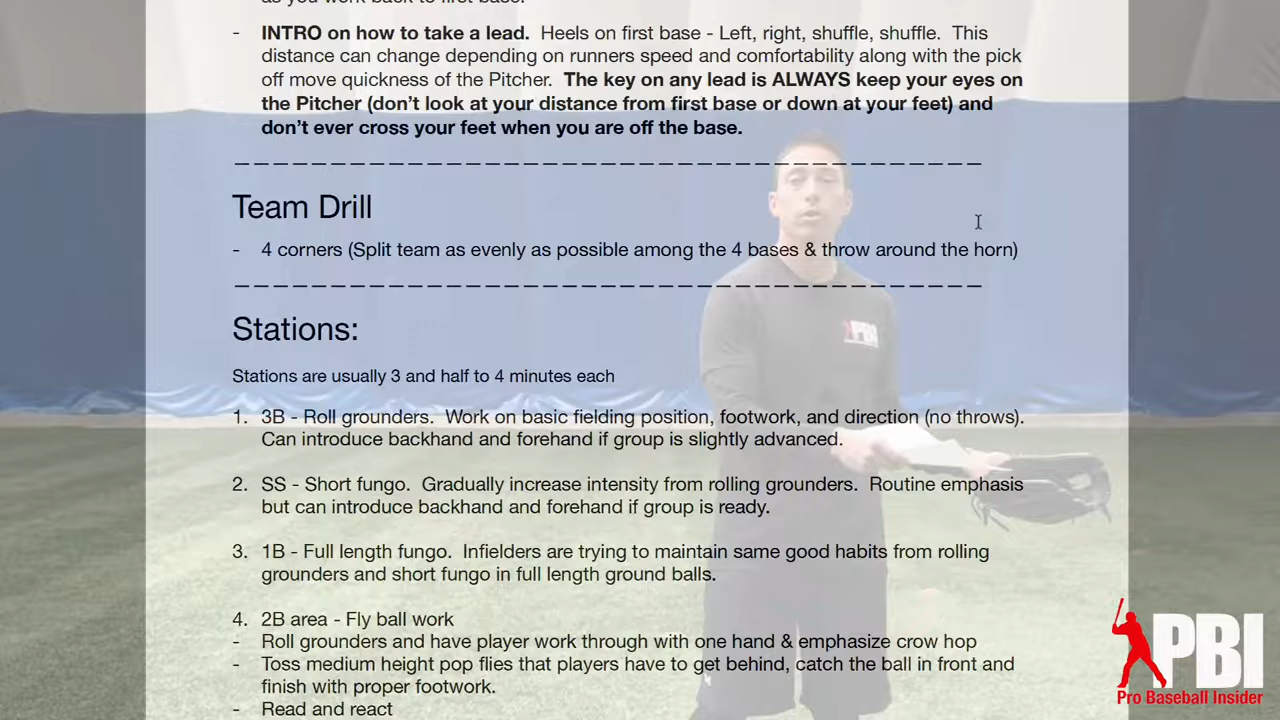 as you work back to first base.
- INTRO on how to take a lead. Heels on first base - Left, right, shuffle, shuffle. This
distance can change depending on runners speed and comfortability along with the pick
off move quickness of the Pitcher. The key on any lead is ALWAYS keep your eyes on
the Pitcher (don't look at your distance from first base or down at your feet) and
don't ever cross your feet when you are off the base.
Team Drill
- 4 corners (Split team as evenly as possible among the 4 bases & throw around the horn)
Stations:
Stations are usually 3 and half to 4 minutes each
1. 3B - Roll grounders. Work on basic fielding position, footwork, and direction (no throws).
Can introduce backhand and forehand if group is slightly advanced.
2. SS - Short fungo. Gradually increase intensity from rolling grounders. Routine emphasis
but can introduce backhand and forehand if group is ready.
3. 1B - Full length fungo. Infielders are trying to maintain same good habits from rolling
grounders and short fungo in full length ground balls.
4. 2B area - Fly ball work
- Roll grounders and have player work through with one hand & emphasize crow hop
- Toss medium height pop flies that players have to get behind, catch the ball in front and
finish with proper footwork.
- Read and react
PBI
PBI
Pro Baseball Insider